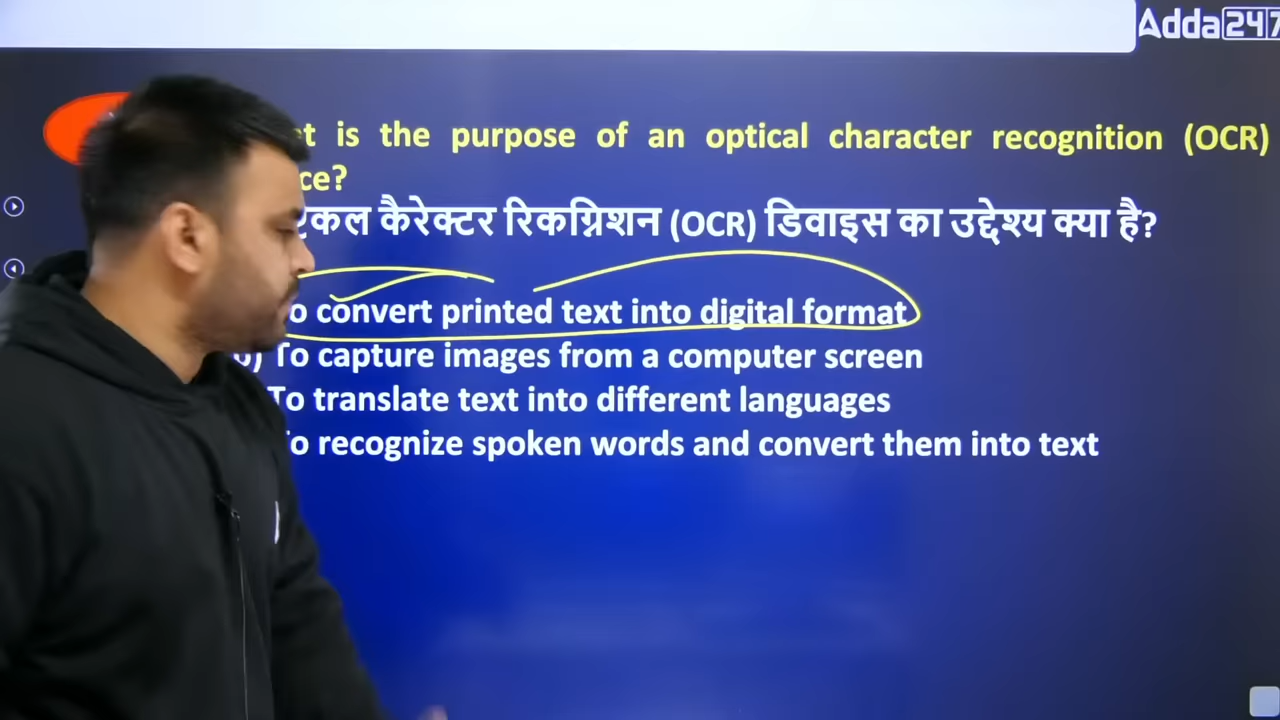 Adda247
is the purpose of an optical character recognition (OCR)
कैरेक्टर रिकग्निशन (OCR) डिवाइस का उद्देश्य क्या है?
convert printed text into digital format
To capture images from a computer screen
To translate text into different languages
recognize spoken words and convert them into text